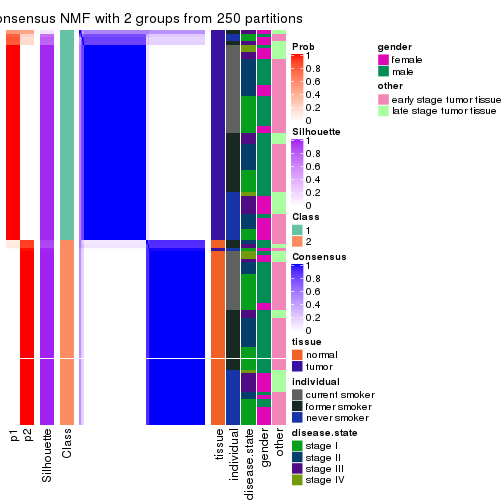 onsensus NMF with 2 groups from 250 partitions
Prob
1
0.8
0.6
0.4
0.2
0
Silhouette
1
0.8
0.6
0.4
0.2
0
Class
1
2
Consensus
1
0.8
0.6
0.4
0.2
0
tissue
normal
tumor
individual
current smoker
former smoker
never smoker
disease.state
stage I
stage II
stage III
stage IV
gender
female
male
other
early stage tumor tissue
late stage tumor tissue
p1
p2
Silhouette
Class
tissue
individual
disease.state
gender
other